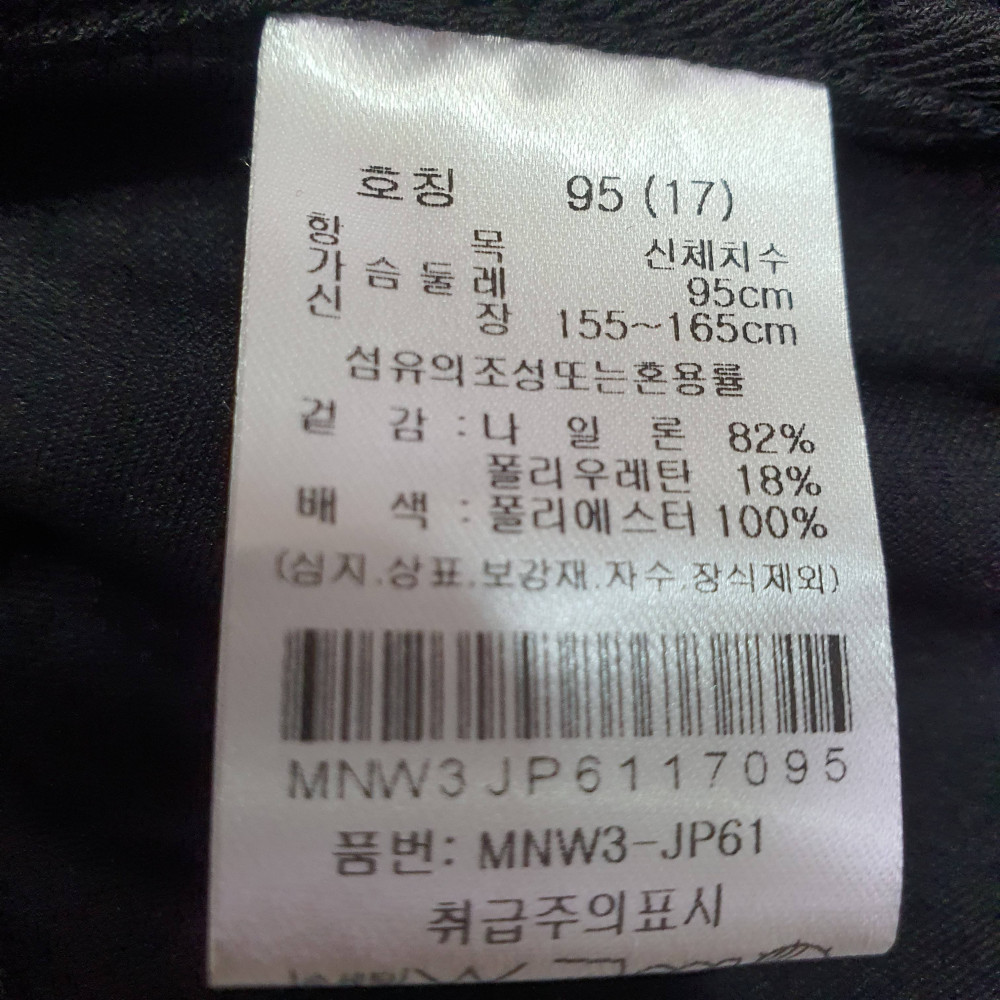 호칭 95 (17)
항 목 신체치수
가 슴 둘 레 95cm
신 장 155~165cm
섬유의조성또는혼용률
겉 감 : 나 일 론 82%
폴리우레탄 18%
배 색 : 폴리에스터 100%
(심지.상표.보강재.자수.장식제외)
MNW3JP6117095
품번: MNW3-JP61
취급주의표시